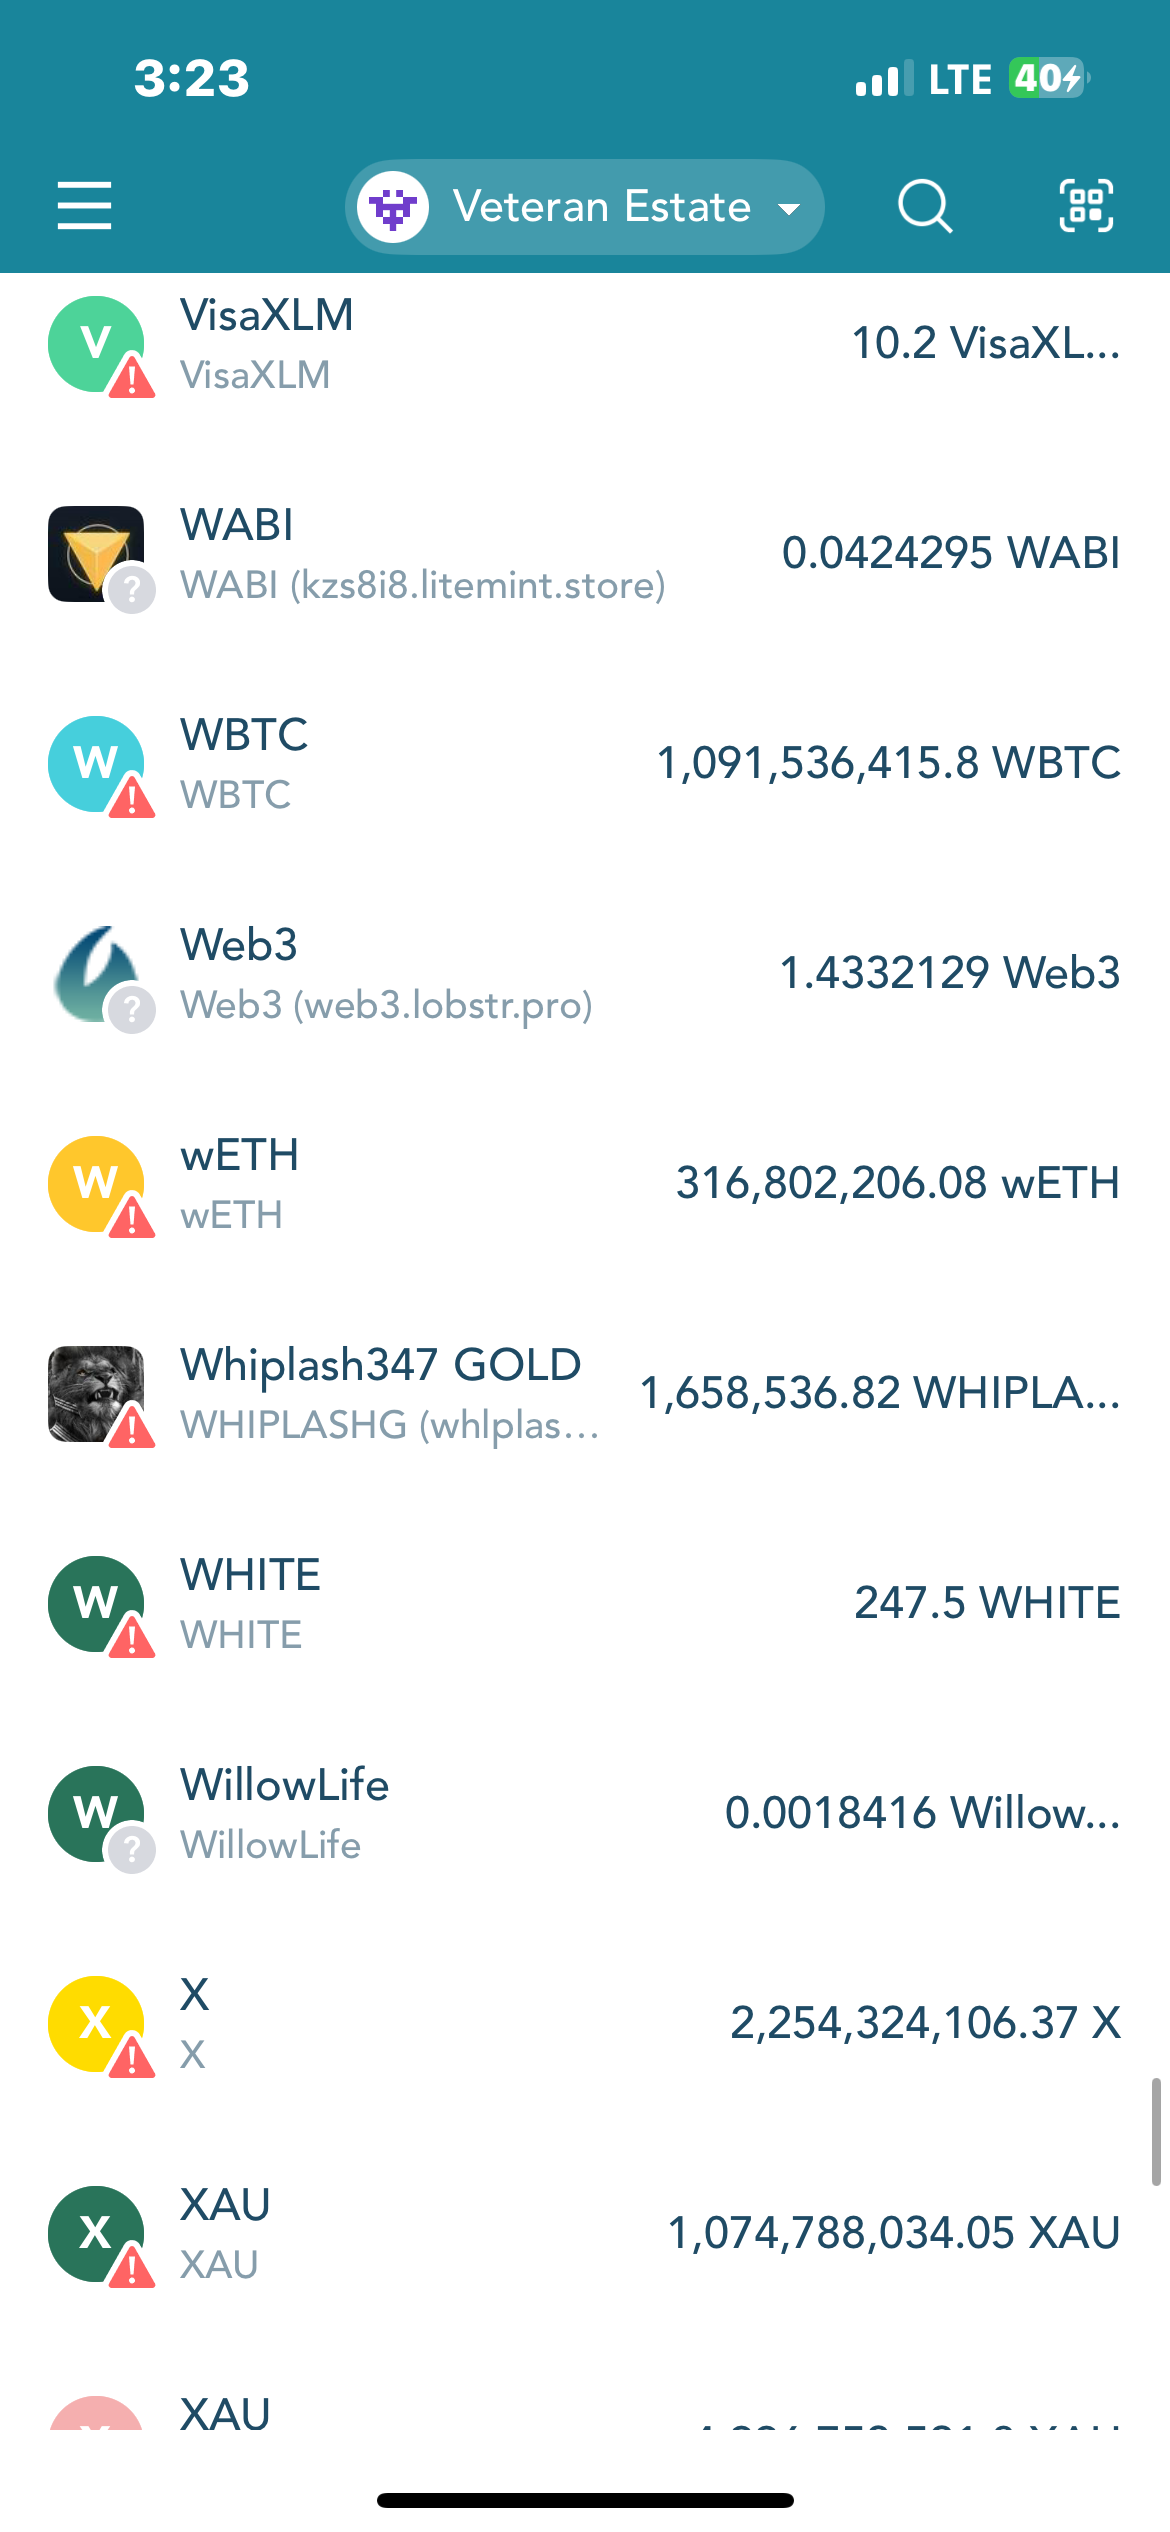 3:23
LTE 40
Veteran Estate
V
VisaXLM
VisaXLM
10.2 VisaXL...
WABI
WABI (kzs8i8.litemint.store)
0.0424295 WABI
?
W
WBTC
WBTC
1,091,536,415.8 WBTC
Web3
Web3 (web3.lobstr.pro)
1.4332129 Web3
?
W
wETH
wETH
316,802,206.08 wETH
Whiplash347 GOLD
WHIPLASHG (whlplas...
1,658,536.82 WHIPLA...
W
WHITE
WHITE
247.5 WHITE
W
WillowLife
WillowLife
0.0018416 Willow...
?
X
X
X
2,254,324,106.37 X
X
XAU
XAU
1,074,788,034.05 XAU
XAU